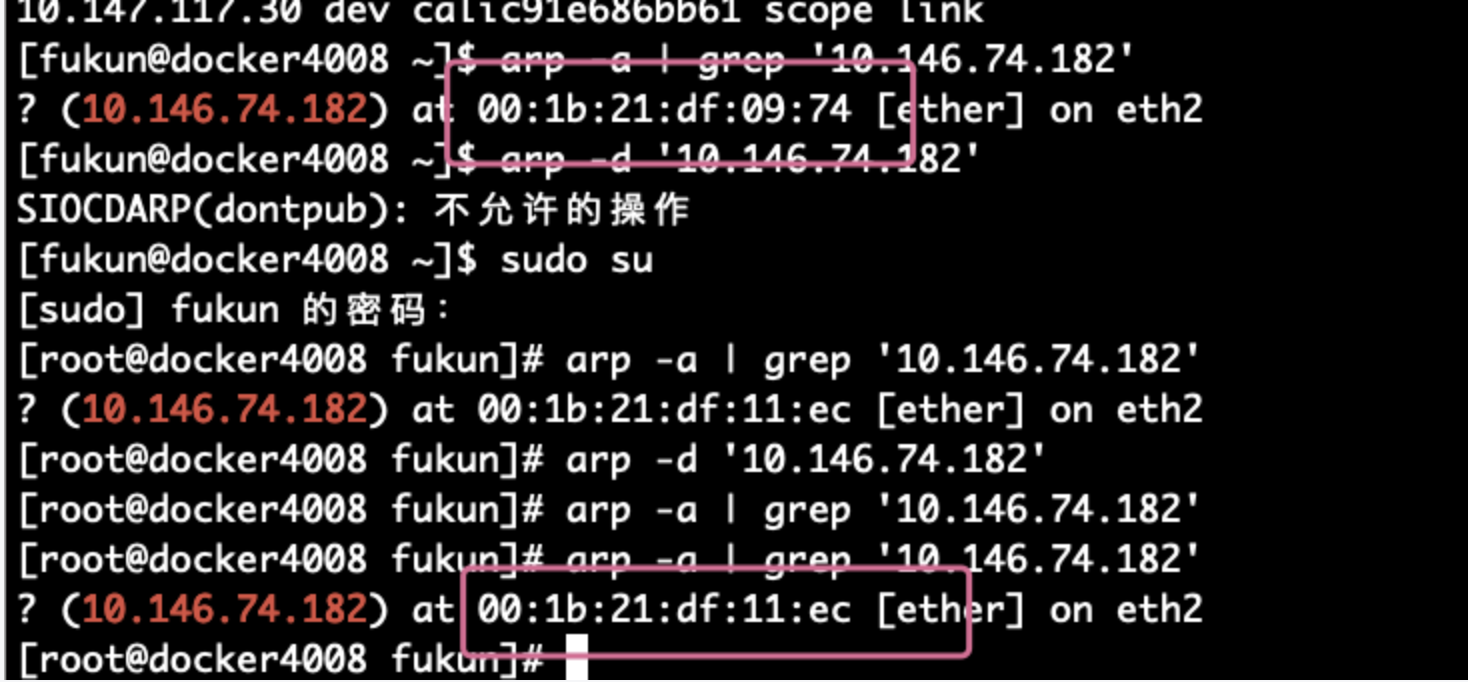 10.147.117.30 dev calic91e686bb61 scope link
[fukun@docker4008 ~]$ arp -a | grep '10.146.74.182'
? (10.146.74.182) at 00:1b:21:df:09:74 [ether] on eth2
[fukun@docker4008 ~]$ arp -d '10.146.74.182'
SIOCDARP(dontpub): 不允许的操作
[fukun@docker4008 ~]$ sudo su
[sudo] fukun 的密码：
[root@docker4008 fukun]# arp -a | grep '10.146.74.182'
? (10.146.74.182) at 00:1b:21:df:11:ec [ether] on eth2
[root@docker4008 fukun]# arp -d '10.146.74.182'
[root@docker4008 fukun]# arp -a | grep '10.146.74.182'
[root@docker4008 fukun]# arp -a | grep '10.146.74.182'
? (10.146.74.182) at 00:1b:21:df:11:ec [ether] on eth2
[root@docker4008 fukun]#